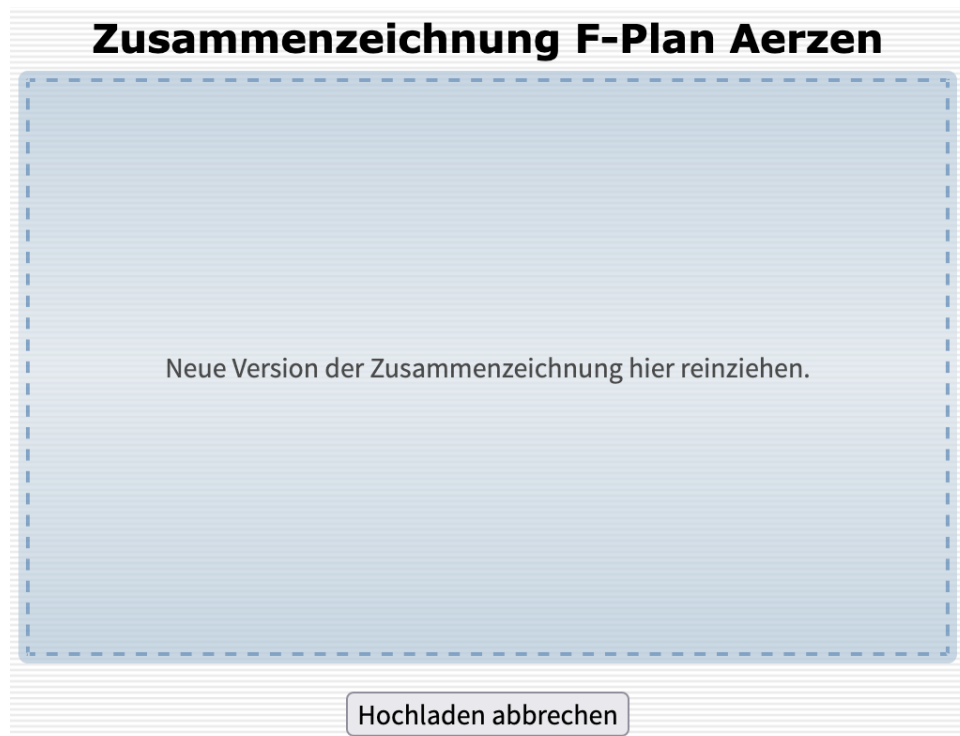 Zusammenzeichnung F-Plan Aerzen
Neue Version der Zusammenzeichnung hier reinziehen.
Hochladen abbrechen